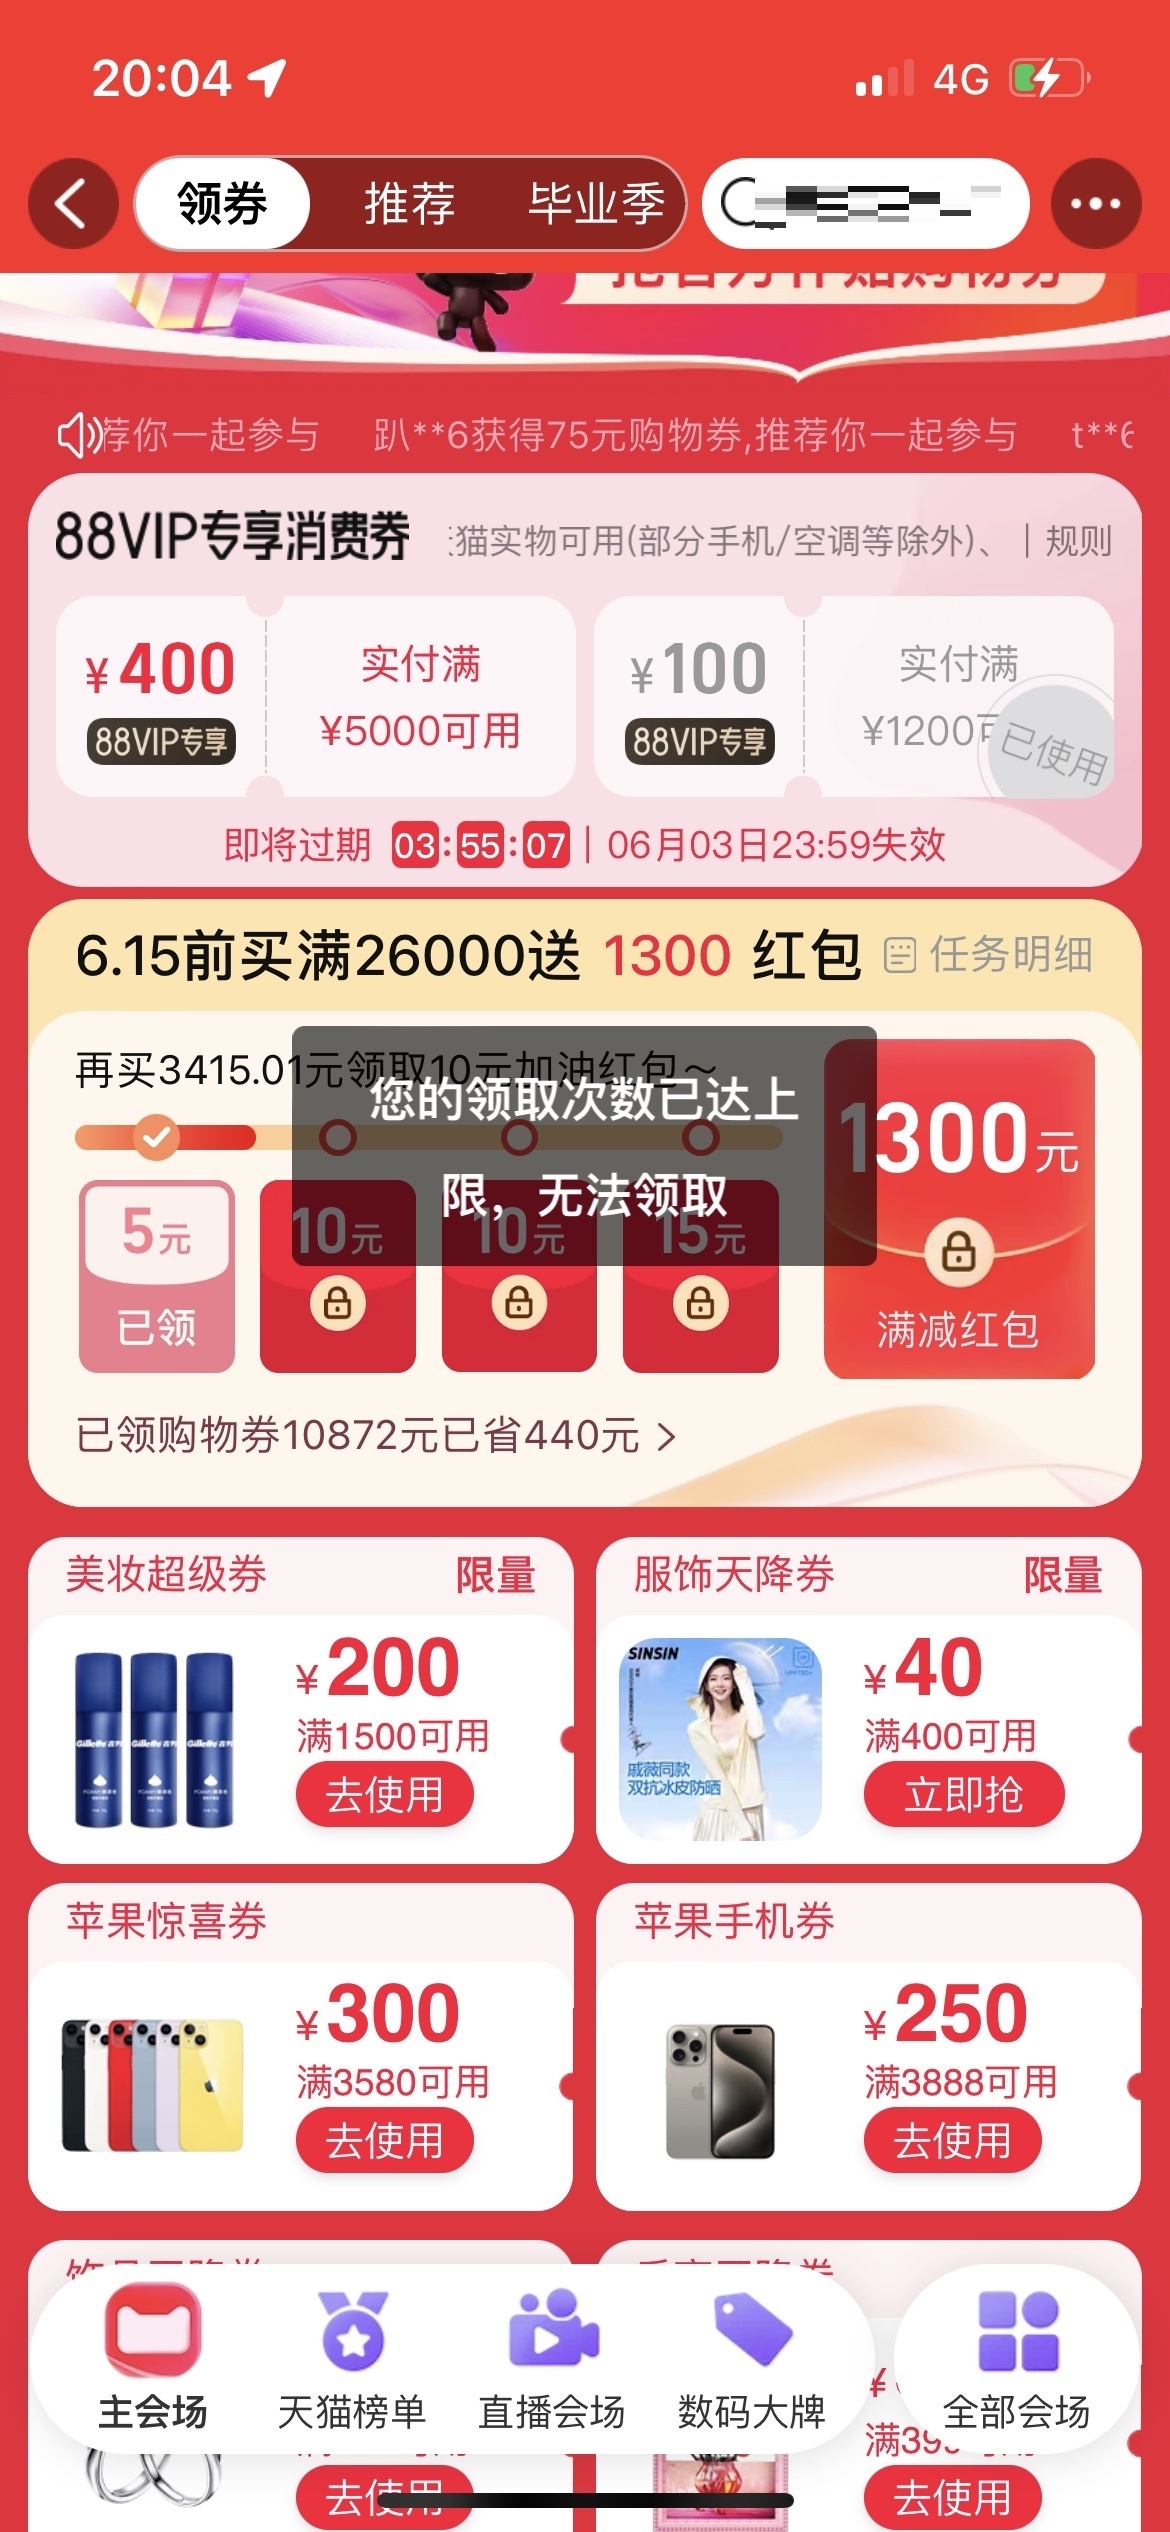 20:04
4G
领券
推荐
毕业季
荐你一起参与
趴**6获得75元购物券,推荐你一起参与
t**6
88VIP专享消费券
猫实物可用(部分手机/空调等除外)、
规则
¥400
88VIP专享
实付满
¥5000可用
¥100
88VIP专享
实付满
¥1200可
已使用
即将过期 03:55:07 | 06月03日23:59失效
6.15前买满26000送 1300 红包
任务明细
再买3415.01元领取10元加油红包～
您的领取次数已达上
限，无法领取
5元
已领
10元
10元
15元
1300元
满减红包
已领购物券10872元已省440元 >
美妆超级券
限量
¥200
满1500可用
去使用
服饰天降券
限量
SINSIN
戚薇同款
双抗冰皮防晒
¥40
满400可用
立即抢
苹果惊喜券
¥300
满3580可用
去使用
苹果手机券
¥250
满3888可用
去使用
主会场
天猫榜单
直播会场
数码大牌
全部会场
去使用
去使用